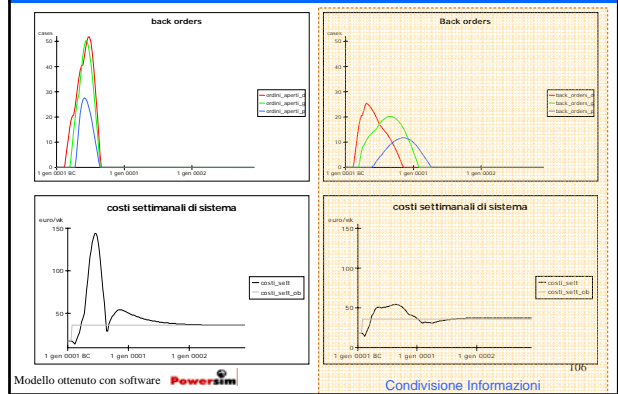 back orders
cases
50
40
30
20
10
0
1 gen 0001 BC
1 gen 0001
1 gen 0002
ordini_aperti_d
ordini_aperti_g
ordini_aperti_p
Back orders
cases
50
40
30
20
10
0
1 gen 0001 BC
1 gen 0001
1 gen 0002
back_orders_d
back_orders_g
back_orders_p
costi settimanali di sistema
euro/wk
150
100
50
1 gen 0001 BC
1 gen 0001
1 gen 0002
costi_sett
costi_sett_ob
costi settimanali di sistema
euro/wk
150
100
50
0
1 gen 0001 BC
1 gen 0001
1 gen 0002
costi_sett
costi_sett_ob
106
Modello ottenuto con software Powersim
Condivisione Informazioni